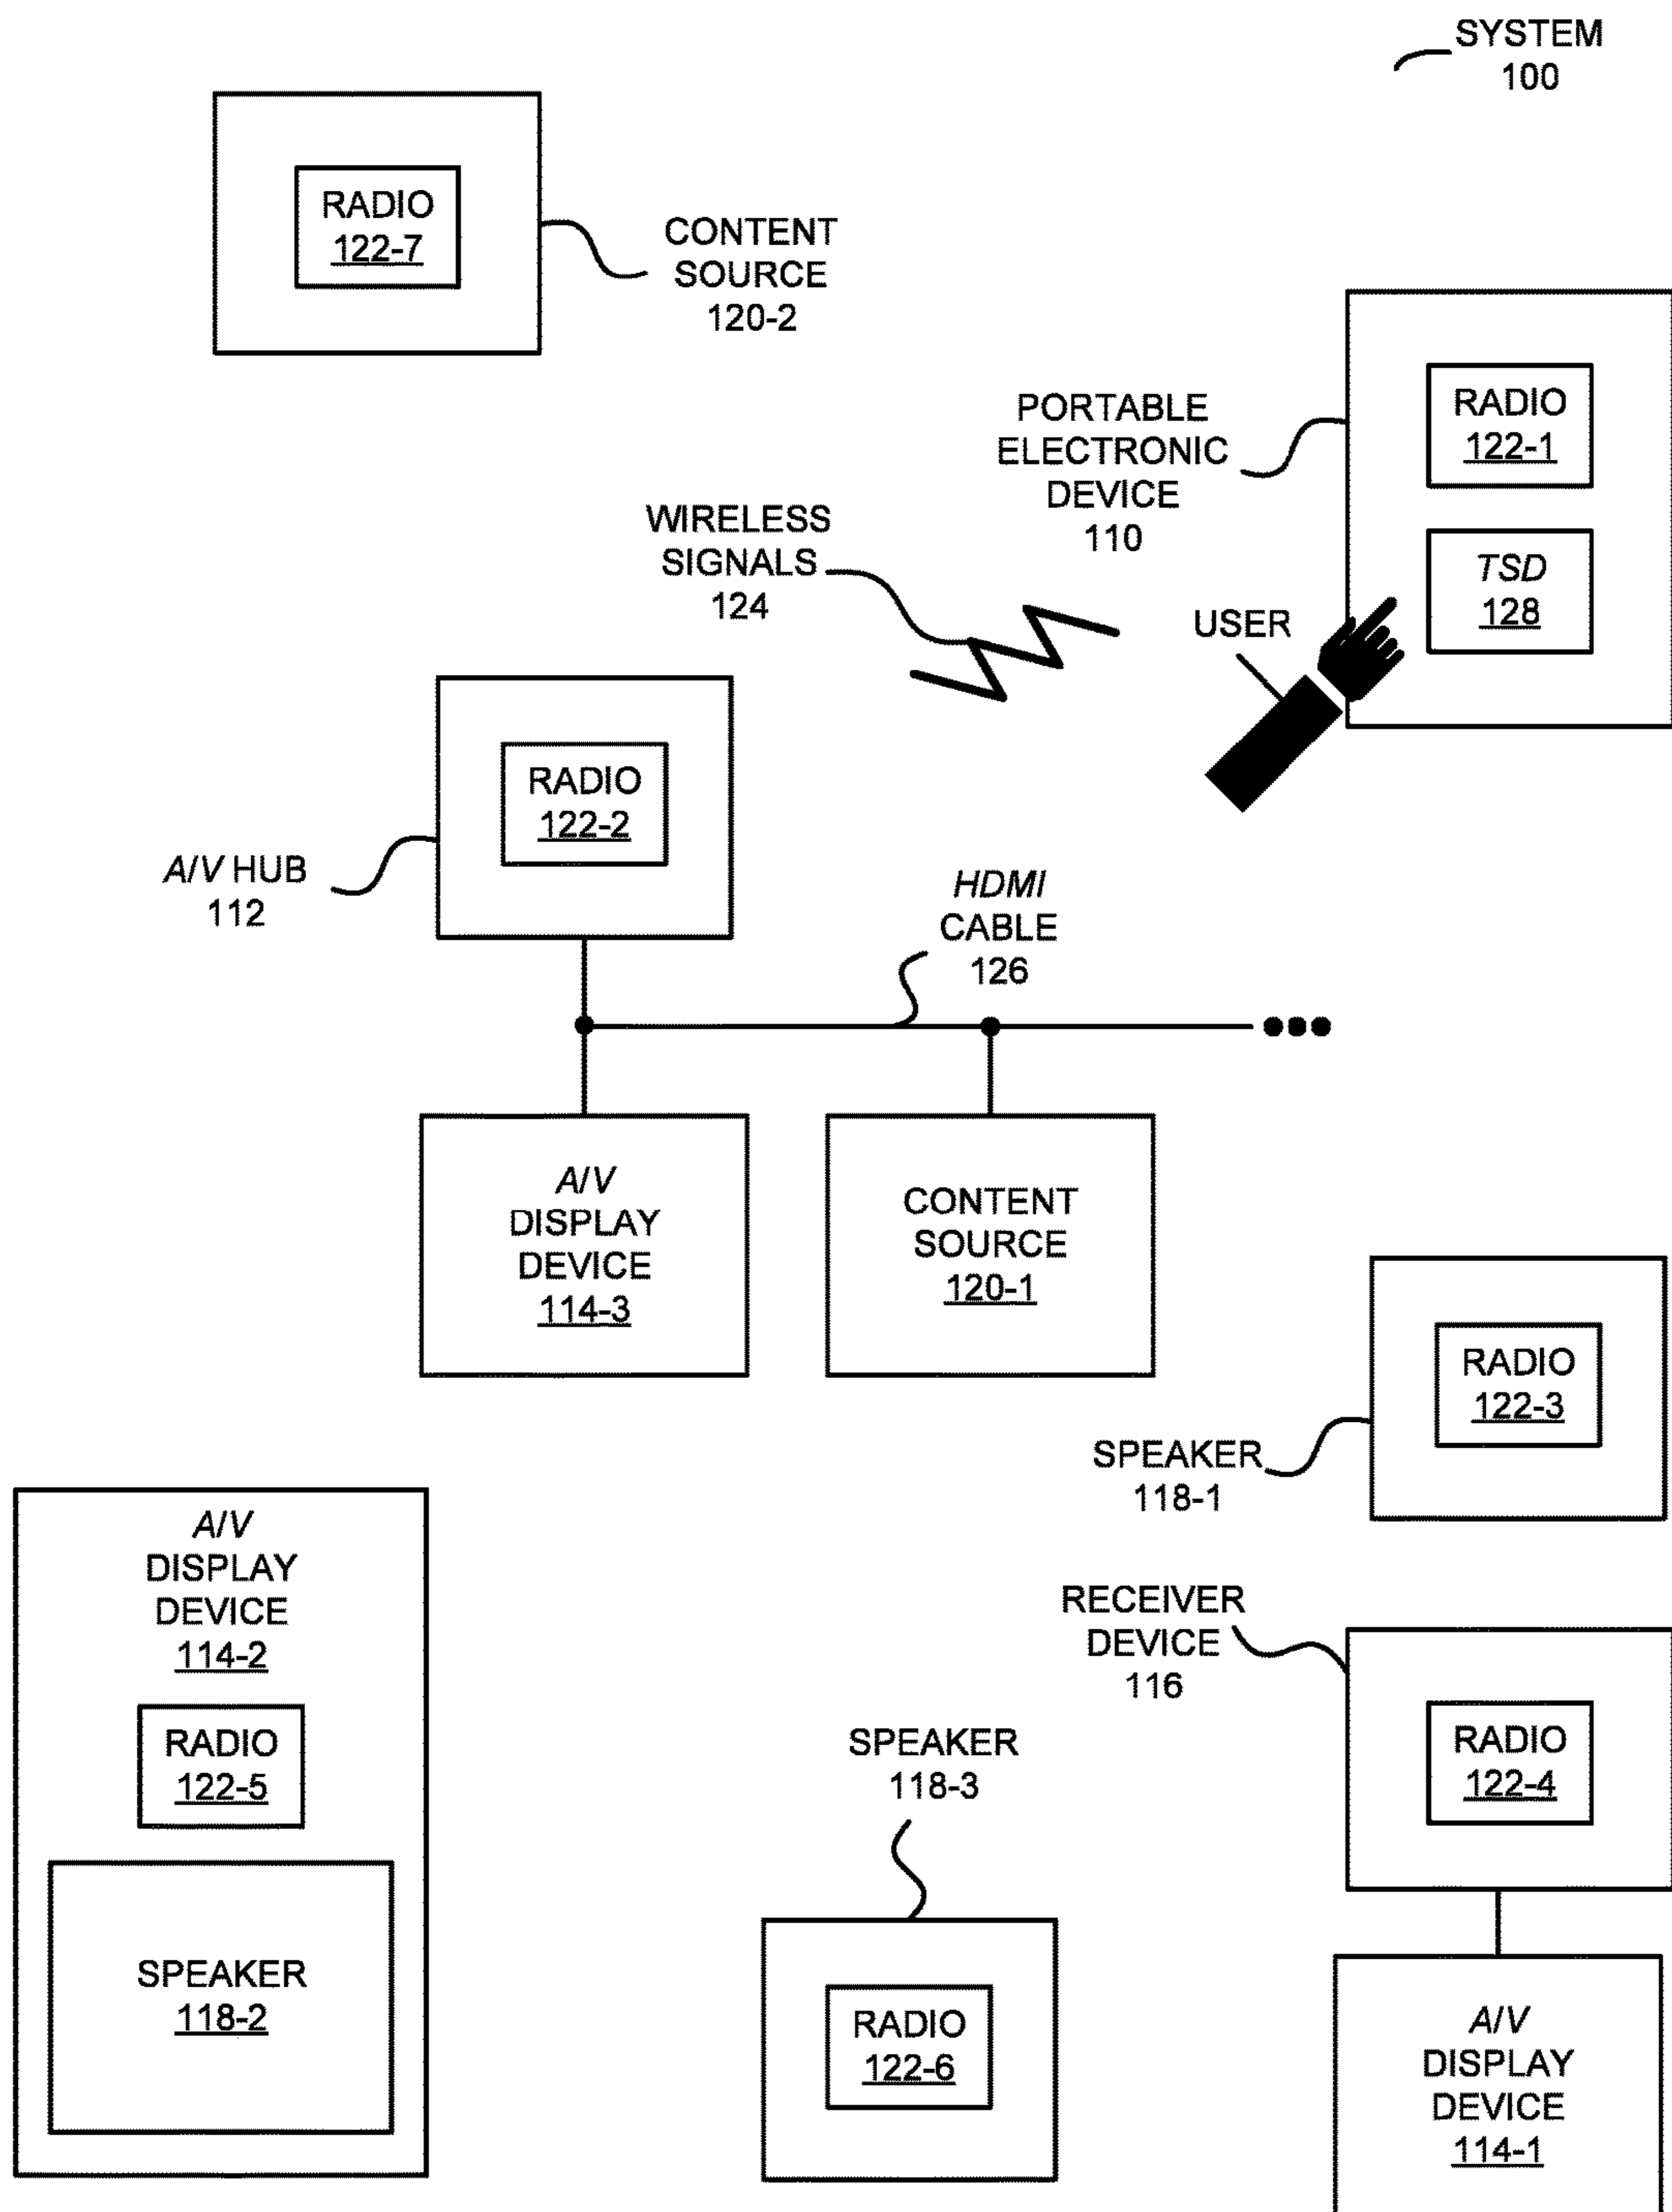 SYSTEM
100
RADIO
122-7
CONTENT
SOURCE
120-2
PORTABLE
ELECTRONIC
DEVICE
110
RADIO
122-1
TSD
128
WIRELESS
SIGNALS
124
USER
RADIO
122-2
A/V HUB
112
HDMI
CABLE
126
A/V
DISPLAY
DEVICE
114-3
CONTENT
SOURCE
120-1
RADIO
122-3
SPEAKER
118-1
A/V
DISPLAY
DEVICE
114-2
RADIO
122-5
SPEAKER
118-2
RECEIVER
DEVICE
116
RADIO
122-4
SPEAKER
118-3
RADIO
122-6
A/V
DISPLAY
DEVICE
114-1